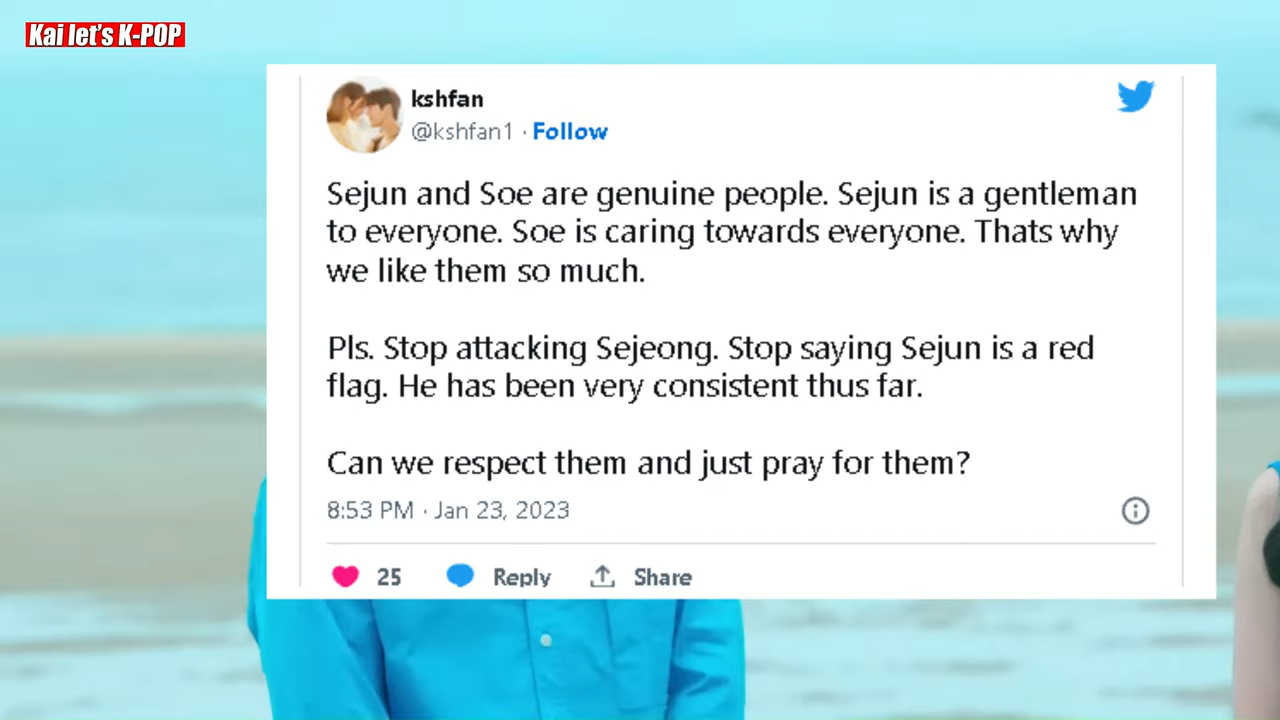 Kai let's K-POP
kshfan
@kshfan1 · Follow
Sejun and Soe are genuine people. Sejun is a gentleman
to everyone. Soe is caring towards everyone. Thats why
we like them so much.
Pls. Stop attacking Sejeong. Stop saying Sejun is a red
flag. He has been very consistent thus far.
Can we respect them and just pray for them?
8:53 PM · Jan 23, 2023
25 Reply Share